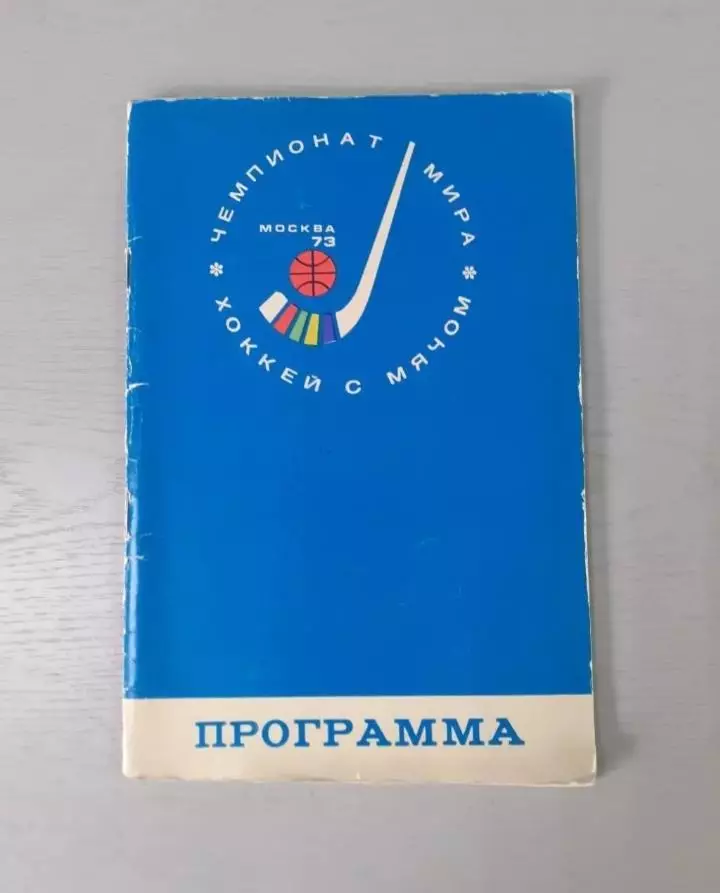 ЧЕМПИОНАТ МИРА
МОСКВА
73
* ХОККЕЙ С МЯЧОМ *
ПРОГРАММА